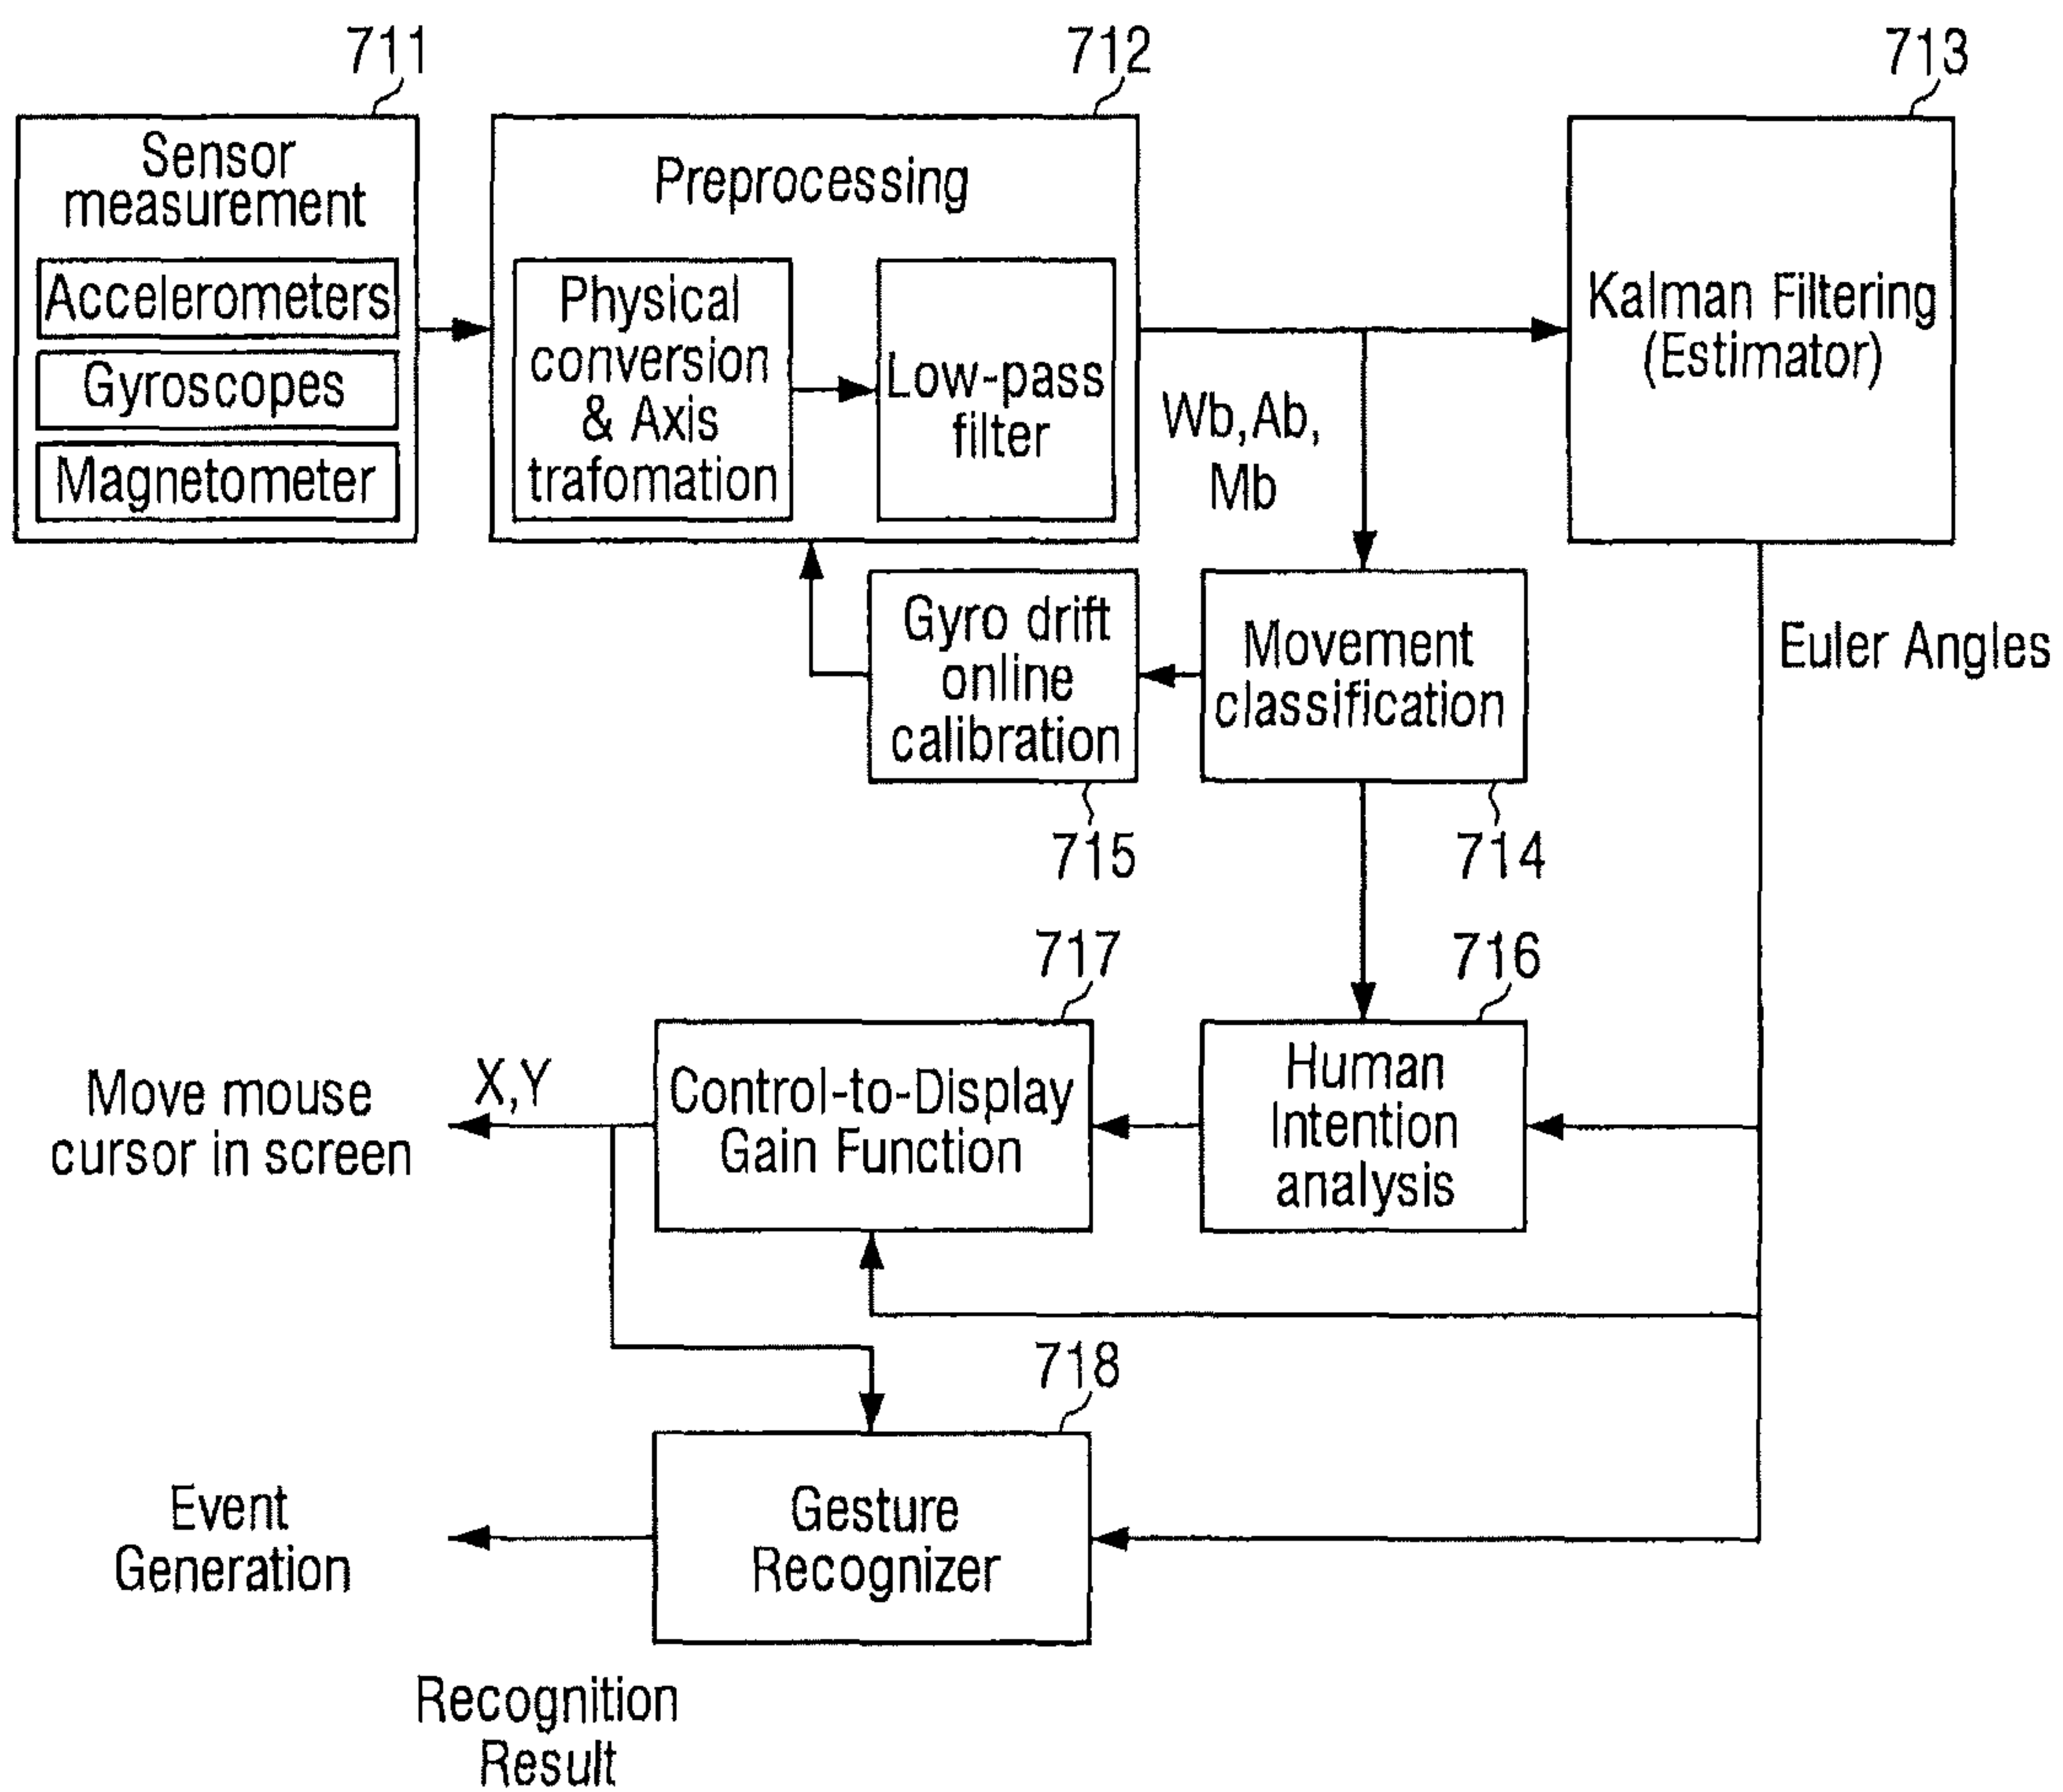 711
712
713
Sensor
measurement
Accelerometers
Gyroscopes
Magnetometer
Preprocessing
Physical
conversion
& Axis
trafomation
Low-pass
filter
Wb, Ab,
Mb
Kalman Filtering
(Estimator)
Gyro drift
online
calibration
Movement
classification
Euler Angles
715
714
717
716
Move mouse
cursor in screen
X,Y
Control-to-Display
Gain Function
Human
Intention
analysis
718
Event
Generation
Gesture
Recognizer
Recognition
Result